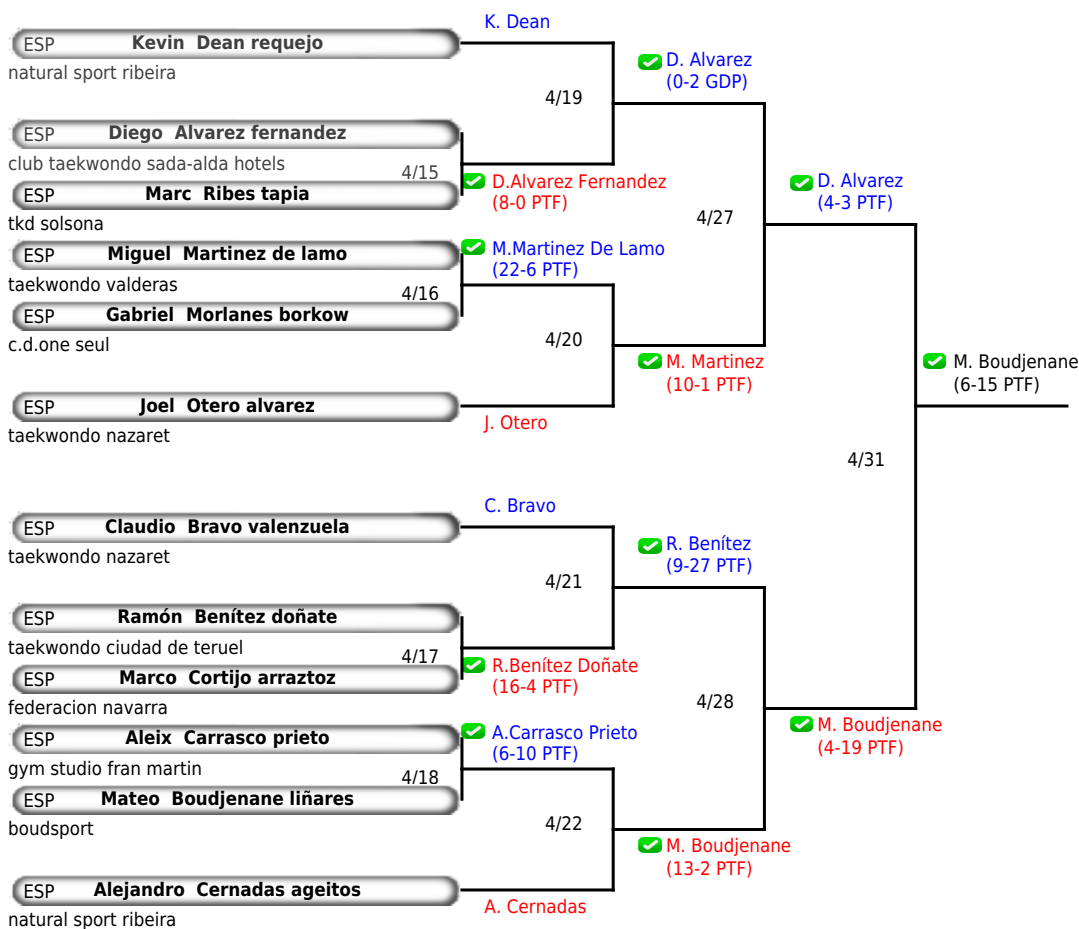 K. Dean
ESP Kevin Dean requejo
natural sport ribeira
D. Alvarez
(0-2 GDP)
4/19
ESP Diego Alvarez fernandez
club taekwondo sada-alda hotels
4/15
D.Alvarez Fernandez
(8-0 PTF)
ESP Marc Ribes tapia
tkd solsona
D. Alvarez
(4-3 PTF)
4/27
ESP Miguel Martinez de lamo
taekwondo valderas
M.Martinez De Lamo
(22-6 PTF)
4/16
ESP Gabriel Morlanes borkow
c.d.one seul
4/20
M. Martinez
(10-1 PTF)
M. Boudjenane
(6-15 PTF)
ESP Joel Otero alvarez
taekwondo nazaret
J. Otero
4/31
C. Bravo
ESP Claudio Bravo valenzuela
taekwondo nazaret
R. Benítez
(9-27 PTF)
4/21
ESP Ramón Benítez doñate
taekwondo ciudad de teruel
4/17
R.Benítez Doñate
(16-4 PTF)
ESP Marco Cortijo arraztoz
federacion navarra
4/28
M. Boudjenane
(4-19 PTF)
ESP Aleix Carrasco prieto
gym studio fran martin
A.Carrasco Prieto
(6-10 PTF)
4/18
ESP Mateo Boudjenane liñares
boudsport
4/22
M. Boudjenane
(13-2 PTF)
ESP Alejandro Cernadas ageitos
natural sport ribeira
A. Cernadas